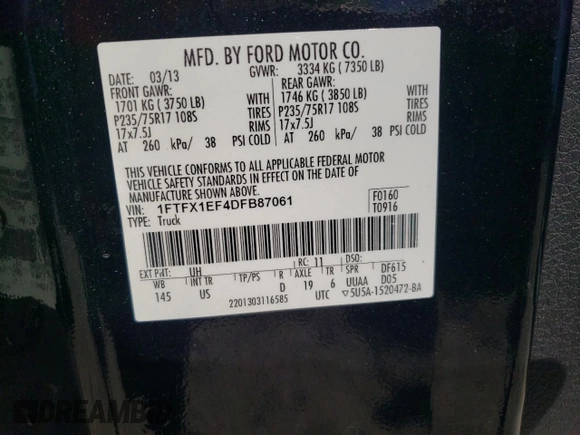 MFD. BY FORD MOTOR CO.
DATE: 03/13 GVWR: 3334 KG ( 7350 LB)
FRONT GAWR: REAR GAWR:
1701 KG ( 3750 LB) WITH 1746 KG ( 3850 LB) WITH
P235/75R17 108S TIRES P235/75R17 108S TIRES
17x7.5J RIMS 17x7.5J RIMS
AT 260 kPa/ 38 PSI COLD AT 260 kPa/ 38 PSI COLD
THIS VEHICLE CONFORMS TO ALL APPLICABLE FEDERAL MOTOR
VEHICLE SAFETY STANDARDS IN EFFECT ON THE DATE OF
MANUFACTURE SHOWN ABOVE.
VIN: 1FTFX1EF4DFB87061 F0160
TYPE: Truck T0916
EXT PNT: UH RC: 11 DSO:
WB INT TR TP/PS R AXLE TR SPR DF615
145 US D 19 6 UUAA D05
2201303116585 UTC 5U5A-1520472-BA
DREAMB